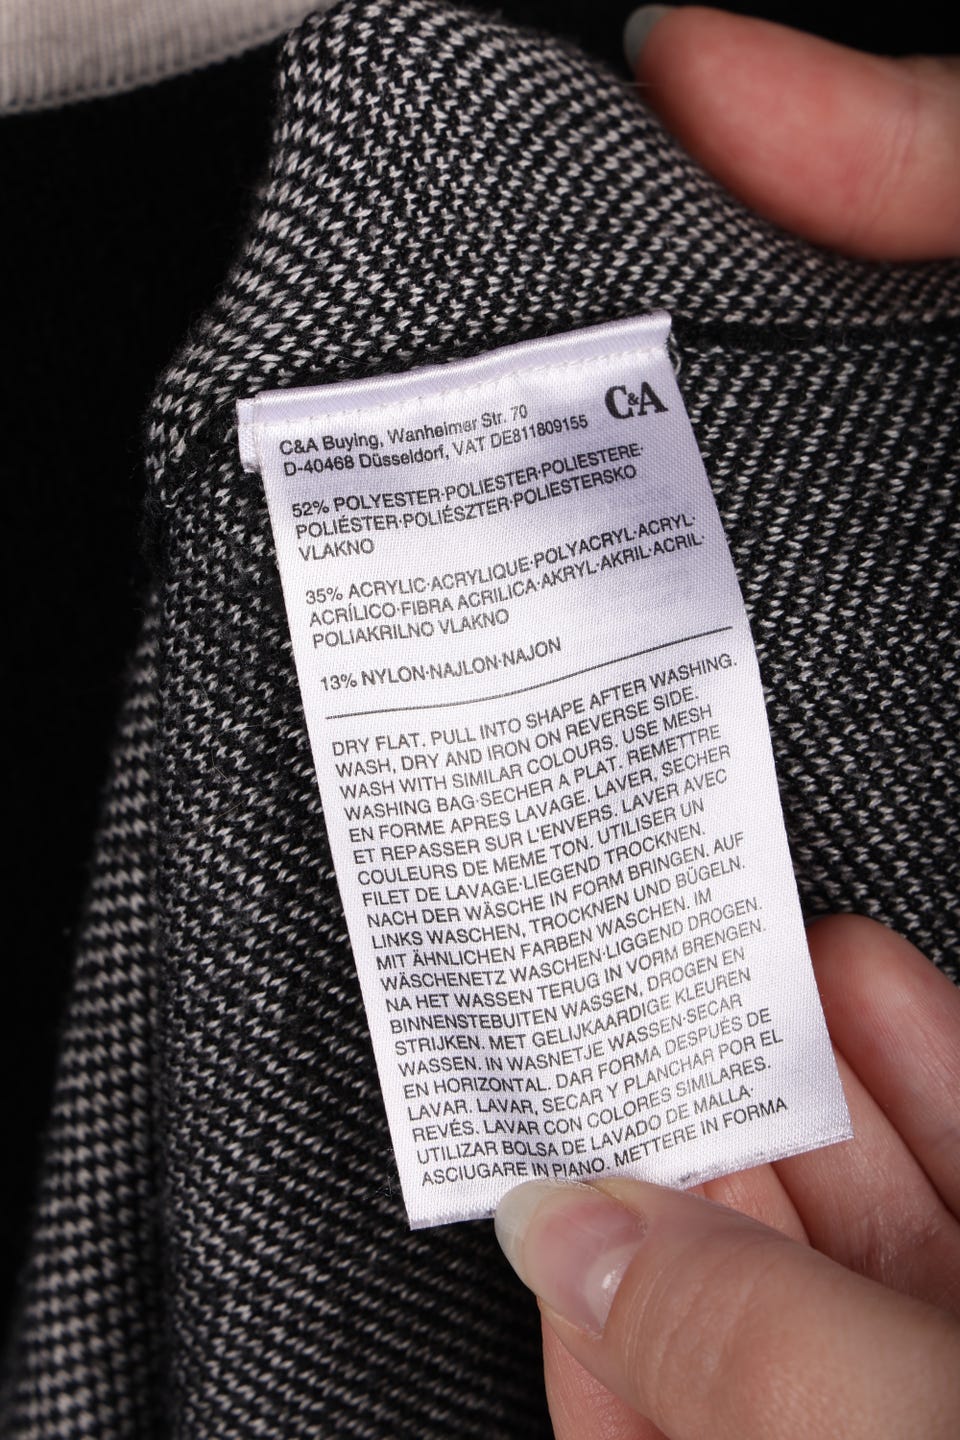 C&A
C&A Buying, Wanheimer Str. 70
D-40468 Düsseldorf, VAT DE811809155
52% POLYESTER·POLIESTER·POLIESTERE·
POLIÉSTER·POLIÉSZTER·POLIESTERSKO
VLAKNO
35% ACRYLIC·ACRYLIQUE·POLYACRYL·ACRYL·
ACRÍLICO·FIBRA ACRILICA·AKRYL·AKRIL·ACRIL·
POLIAKRILNO VLAKNO
13% NYLON·NAJLON·NAJON
DRY FLAT. PULL INTO SHAPE AFTER WASHING.
WASH, DRY AND IRON ON REVERSE SIDE.
WASH WITH SIMILAR COLOURS. USE MESH
WASHING BAG·SECHER A PLAT. REMETTRE
EN FORME APRES LAVAGE. LAVER, SECHER
ET REPASSER SUR L'ENVERS. LAVER AVEC
COULEURS DE MEME TON. UTILISER UN
FILET DE LAVAGE·LIEGEND TROCKNEN.
NACH DER WÄSCHE IN FORM BRINGEN. AUF
LINKS WASCHEN, TROCKNEN UND BÜGELN.
MIT ÄHNLICHEN FARBEN WASCHEN. IM
WÄSCHENETZ WASCHEN·LIGGEND DROGEN.
NA HET WASSEN TERUG IN VORM BRENGEN.
BINNENSTEBUITEN WASSEN, DROGEN EN
STRIJKEN. MET GELIJKAARDIGE KLEUREN
WASSEN. IN WASNETJE WASSEN·SECAR
EN HORIZONTAL. DAR FORMA DESPUÉS DE
LAVAR. LAVAR, SECAR Y PLANCHAR POR EL
REVÉS. LAVAR CON COLORES SIMILARES.
UTILIZAR BOLSA DE LAVADO DE MALLA·
ASCIUGARE IN PIANO. METTERE IN FORMA